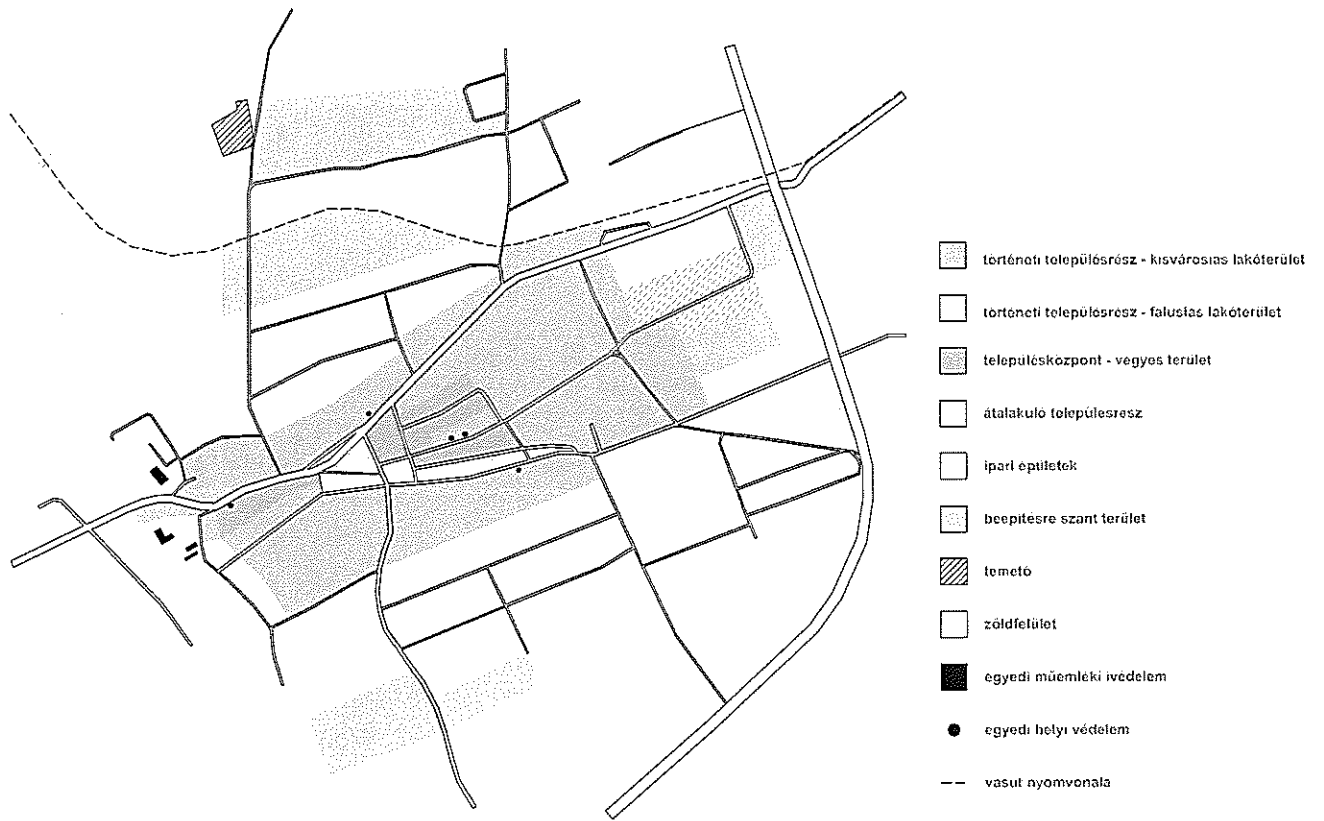 történeti településrész - kisvárosias lakóterület
történeti településrész - falusias lakóterület
településközpont - vegyes terület
átalakuló településrész
ipari épületek
beépítésre szánt terület
temető
zöldfelület
egyedi műemléki ivédelem
egyedi helyi védelem
vasút nyomvonala